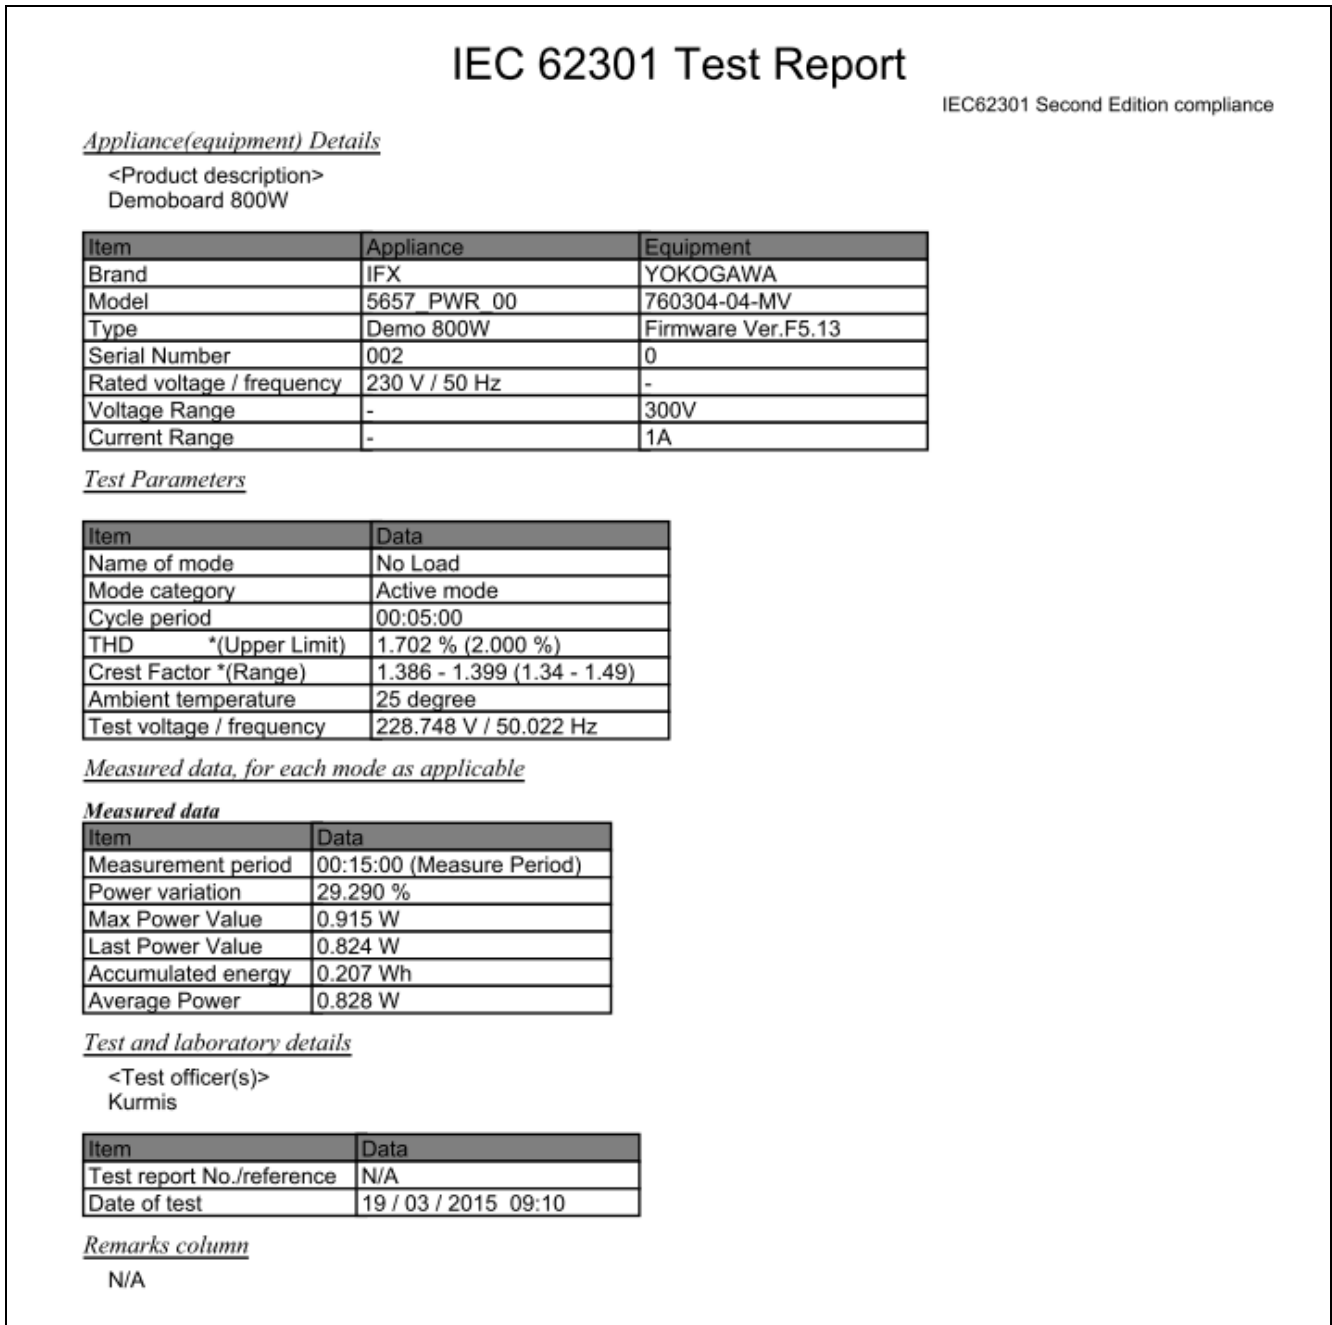 IEC 62301 Test Report
IEC62301 Second Edition compliance
Appliance(equipment) Details
<Product description>
Demoboard 800W
Item Appliance Equipment
Brand IFX YOKOGAWA
Model 5657_PWR_00 760304-04-MV
Type Demo 800W Firmware Ver.F5.13
Serial Number 002 0
Rated voltage / frequency 230 V / 50 Hz -
Voltage Range - 300V
Current Range - 1A
Test Parameters
Item Data
Name of mode No Load
Mode category Active mode
Cycle period 00:05:00
THD *(Upper Limit) 1.702 % (2.000 %)
Crest Factor *(Range) 1.386 - 1.399 (1.34 - 1.49)
Ambient temperature 25 degree
Test voltage / frequency 228.748 V / 50.022 Hz
Measured data, for each mode as applicable
Measured data
Item Data
Measurement period 00:15:00 (Measure Period)
Power variation 29.290 %
Max Power Value 0.915 W
Last Power Value 0.824 W
Accumulated energy 0.207 Wh
Average Power 0.828 W
Test and laboratory details
<Test officer(s)>
Kurmis
Item Data
Test report No./reference N/A
Date of test 19 / 03 / 2015 09:10
Remarks column
N/A